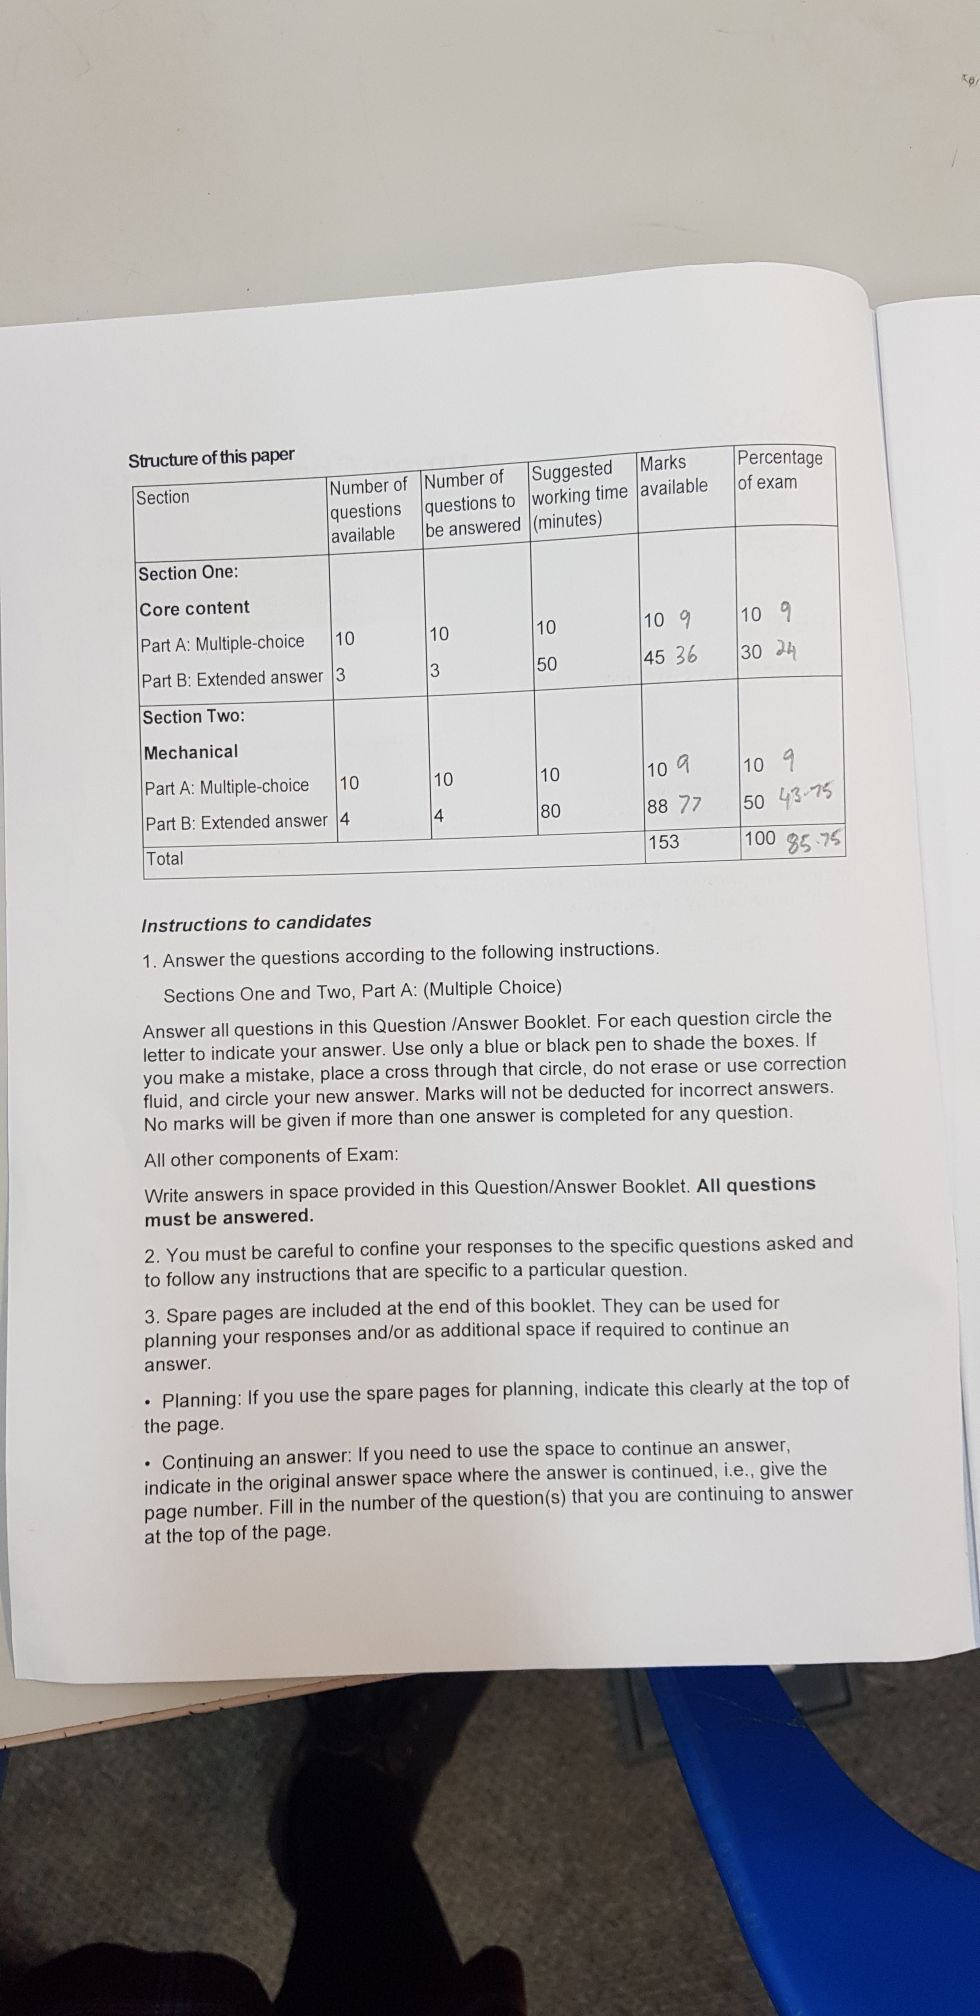 Structure of this paper
Section Number of questions available Number of questions to be answered Suggested working time (minutes) Marks available Percentage of exam
Section One:
Core content
Part A: Multiple-choice 10 10 10 10 9 10 9
Part B: Extended answer 3 3 50 45 36 30 24
Section Two:
Mechanical
Part A: Multiple-choice 10 10 10 10 9 10 9
Part B: Extended answer 4 4 80 88 77 50 43.75
Total 153 100 85.75
Instructions to candidates
1. Answer the questions according to the following instructions.
Sections One and Two, Part A: (Multiple Choice)
Answer all questions in this Question /Answer Booklet. For each question circle the
letter to indicate your answer. Use only a blue or black pen to shade the boxes. If
you make a mistake, place a cross through that circle, do not erase or use correction
fluid, and circle your new answer. Marks will not be deducted for incorrect answers.
No marks will be given if more than one answer is completed for any question.
All other components of Exam:
Write answers in space provided in this Question/Answer Booklet. All questions
must be answered.
2. You must be careful to confine your responses to the specific questions asked and
to follow any instructions that are specific to a particular question.
3. Spare pages are included at the end of this booklet. They can be used for
planning your responses and/or as additional space if required to continue an
answer.
• Planning: If you use the spare pages for planning, indicate this clearly at the top of
the page.
• Continuing an answer: If you need to use the space to continue an answer,
indicate in the original answer space where the answer is continued, i.e., give the
page number. Fill in the number of the question(s) that you are continuing to answer
at the top of the page.